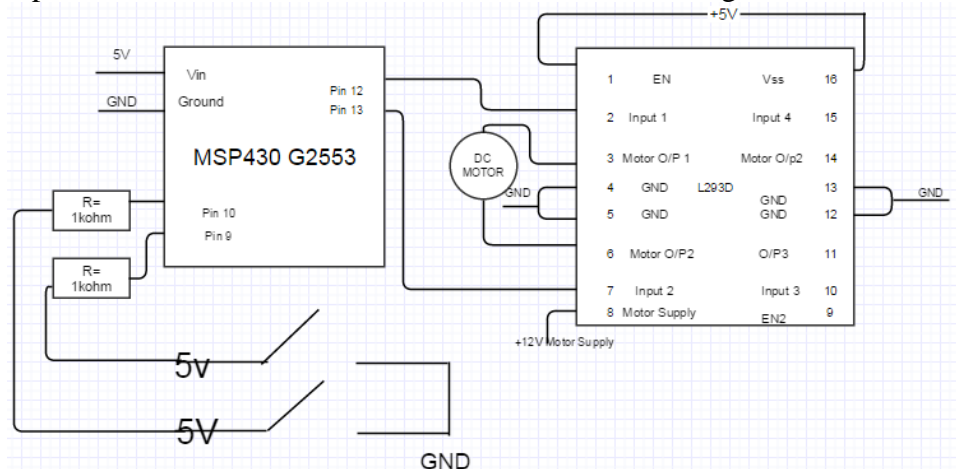 +5V
5V
Vin
GND
Ground
Pin 12
Pin 13
MSP430 G2553
R=
1kohm
Pin 10
Pin 9
R=
1kohm
5v
5V
GND
DC
MOTOR
GND
1 EN Vss 16
2 Input 1 Input 4 15
3 Motor O/P 1 Motor O/p2 14
4 GND L293D GND 13
5 GND GND 12
6 Motor O/P2 O/P3 11
7 Input 2 Input 3 10
8 Motor Supply EN2 9
GND
+12V Motor Supply